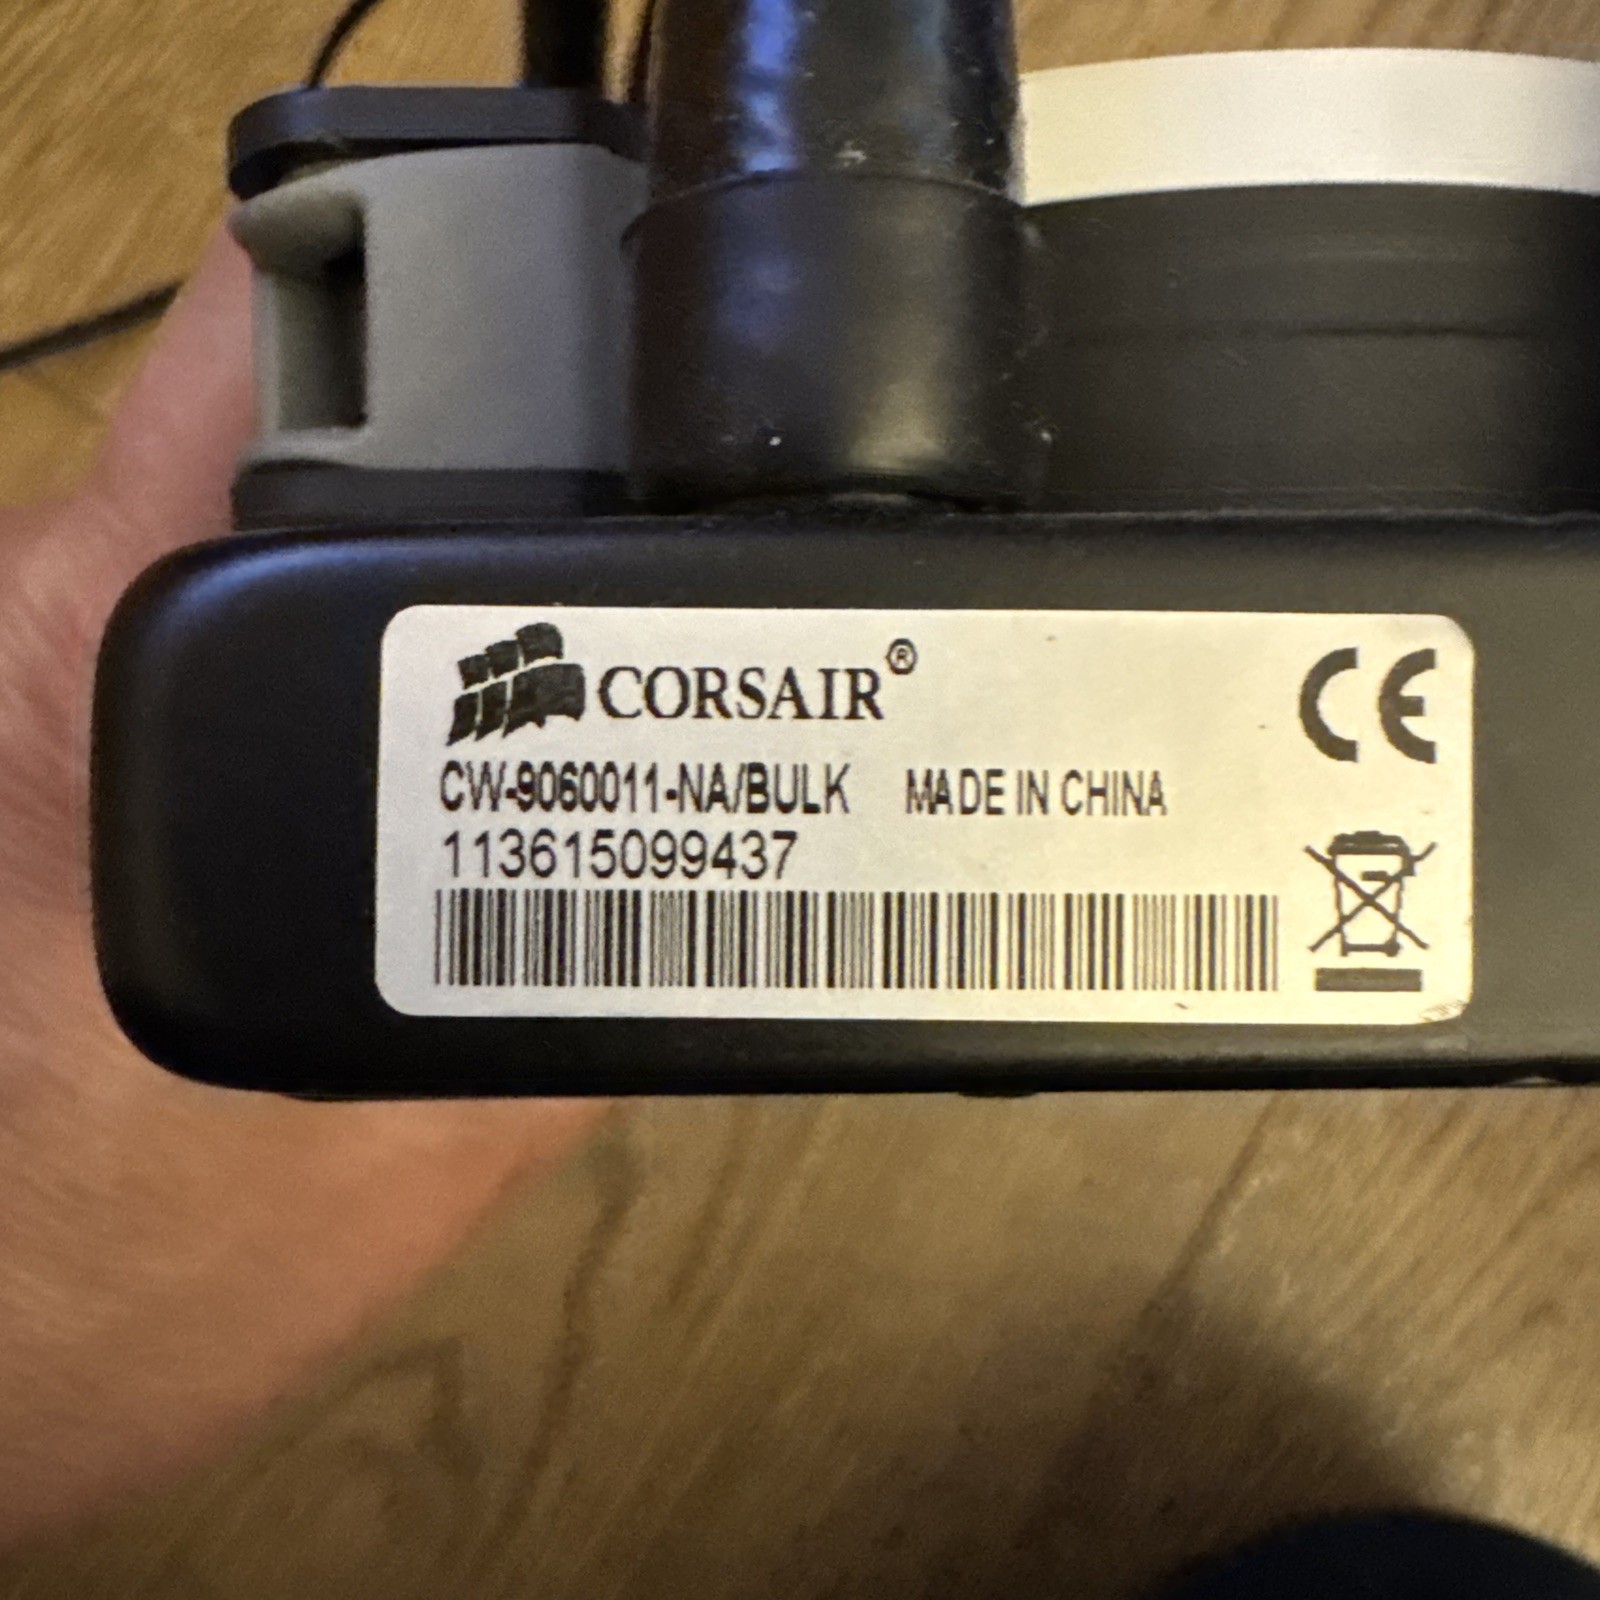 CORSAIR®
CW-9060011-NA/BULK MADE IN CHINA
113615099437
CE